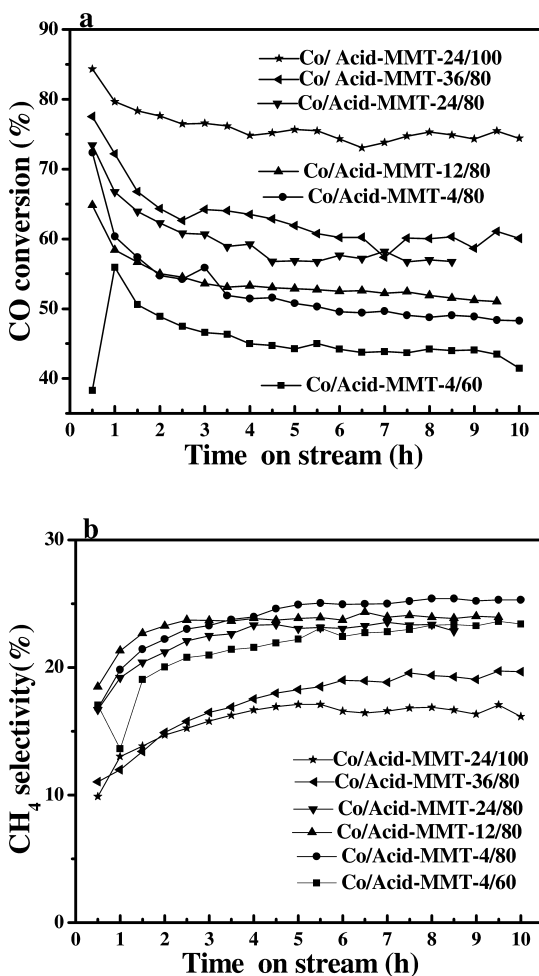 a
90
80
70
60
50
40
CO conversion (%)
Co/ Acid-MMT-24/100
Co/ Acid-MMT-36/80
Co/Acid-MMT-24/80
Co/Acid-MMT-12/80
Co/Acid-MMT-4/80
Co/Acid-MMT-4/60
0 1 2 3 4 5 6 7 8 9 10
Time on stream (h)
b
30
20
10
0
CH4 selectivity(%)
Co/Acid-MMT-24/100
Co/Acid-MMT-36/80
Co/Acid-MMT-24/80
Co/Acid-MMT-12/80
Co/Acid-MMT-4/80
Co/Acid-MMT-4/60
0 1 2 3 4 5 6 7 8 9 10
Time on stream (h)